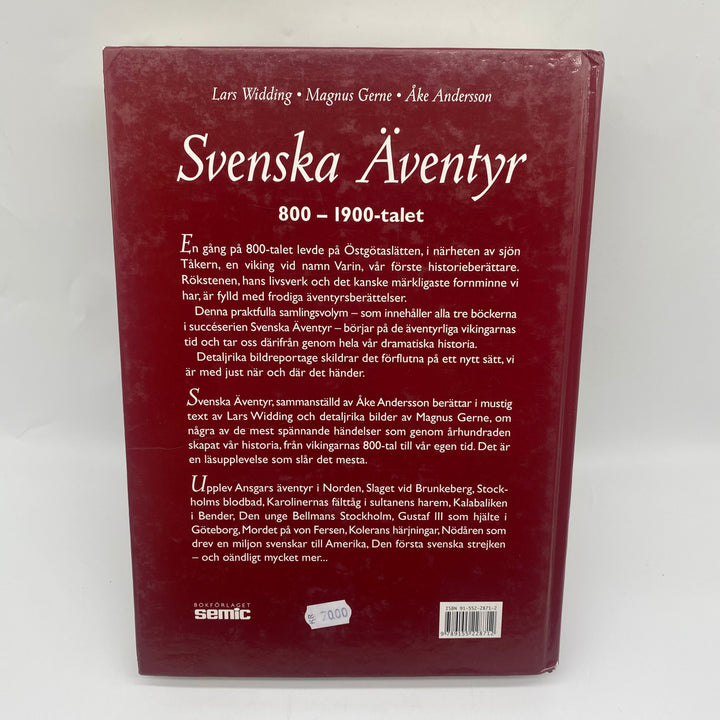 Lars Widding • Magnus Gerne • Åke Andersson
Svenska Äventyr
800 – 1900-talet
En gång på 800-talet levde på Östgötaslätten, i närheten av sjön
Tåkern, en viking vid namn Varin, vår förste historieberättare.
Rökstenen, hans livsverk och det kanske märkligaste fornminne vi
har, är fylld med frodiga äventyrsberättelser.
Denna praktfulla samlingsvolym – som innehåller alla tre böckerna
i succéserien Svenska Äventyr – börjar på de äventyrliga vikingarnas
tid och tar oss därifrån genom hela vår dramatiska historia.
Detaljrika bildreportage skildrar det förflutna på ett nytt sätt, vi
är med just när och där det händer.
Svenska Äventyr, sammanställd av Åke Andersson berättar i mustig
text av Lars Widding och detaljrika bilder av Magnus Gerne, om
några av de mest spännande händelser som genom århundraden
skapat vår historia, från vikingarnas 800-tal till vår egen tid. Det är
en läsupplevelse som slår det mesta.
Upplev Ansgars äventyr i Norden, Slaget vid Brunkeberg, Stock-
holms blodbad, Karolinernas fälttåg i sultanens harem, Kalabaliken
i Bender, Den unge Bellmans Stockholm, Gustaf III som hjälte i
Göteborg, Mordet på von Fersen, Kolerans härjningar, Nödåren som
drev en miljon svenskar till Amerika, Den första svenska strejken
– och oändligt mycket mer...
BOKFÖRLAGET
semic
KR 7000
ISBN 91-552-2871-2
9 789155 228712